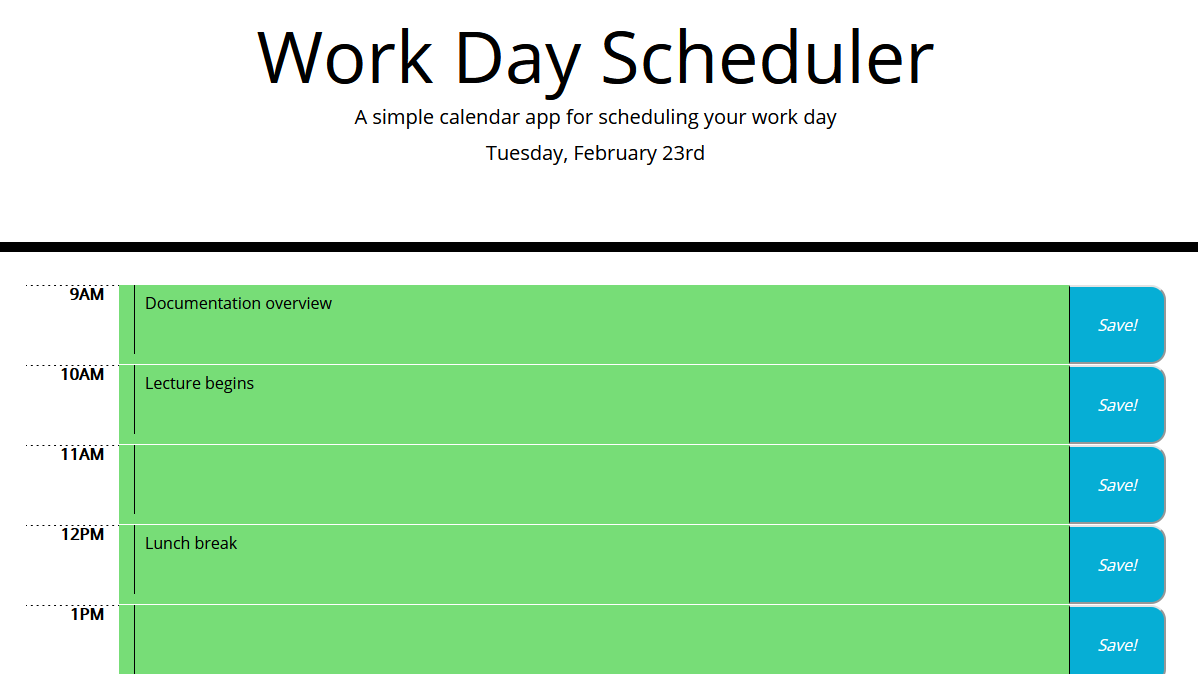 Work Day Scheduler
A simple calendar app for scheduling your work day
Tuesday, February 23rd
9AM Documentation overview Save!
10AM Lecture begins Save!
11AM Save!
12PM Lunch break Save!
1PM Save!